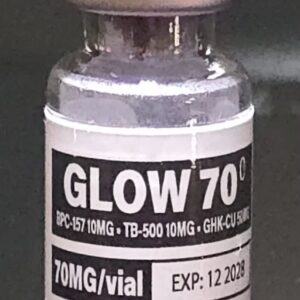 GLOW 70
BPC-157 10MG • TB-500 10MG • GHK-CU 50MG
70MG/vial
EXP: 12 2028